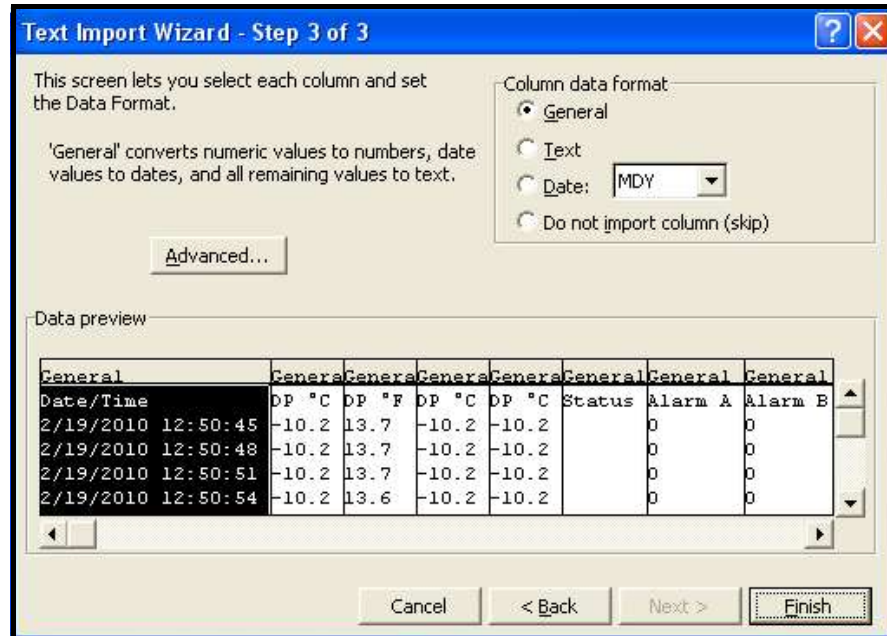 Text Import Wizard - Step 3 of 3
This screen lets you select each column and set
the Data Format.
'General' converts numeric values to numbers, date
values to dates, and all remaining values to text.
Advanced...
Column data format
General
Text
Date: MDY
Do not import column (skip)
Data preview
General GeneraGeneraGeneraGeneraGeneralGeneral General
Date/Time DP °C DP °F DP °C DP °C Status Alarm A Alarm B
2/19/2010 12:50:45 -10.2 13.7 -10.2 -10.2 0 0
2/19/2010 12:50:48 -10.2 13.7 -10.2 -10.2 0 0
2/19/2010 12:50:51 -10.2 13.7 -10.2 -10.2 0 0
2/19/2010 12:50:54 -10.2 13.6 -10.2 -10.2 0 0
Cancel < Back Next > Finish